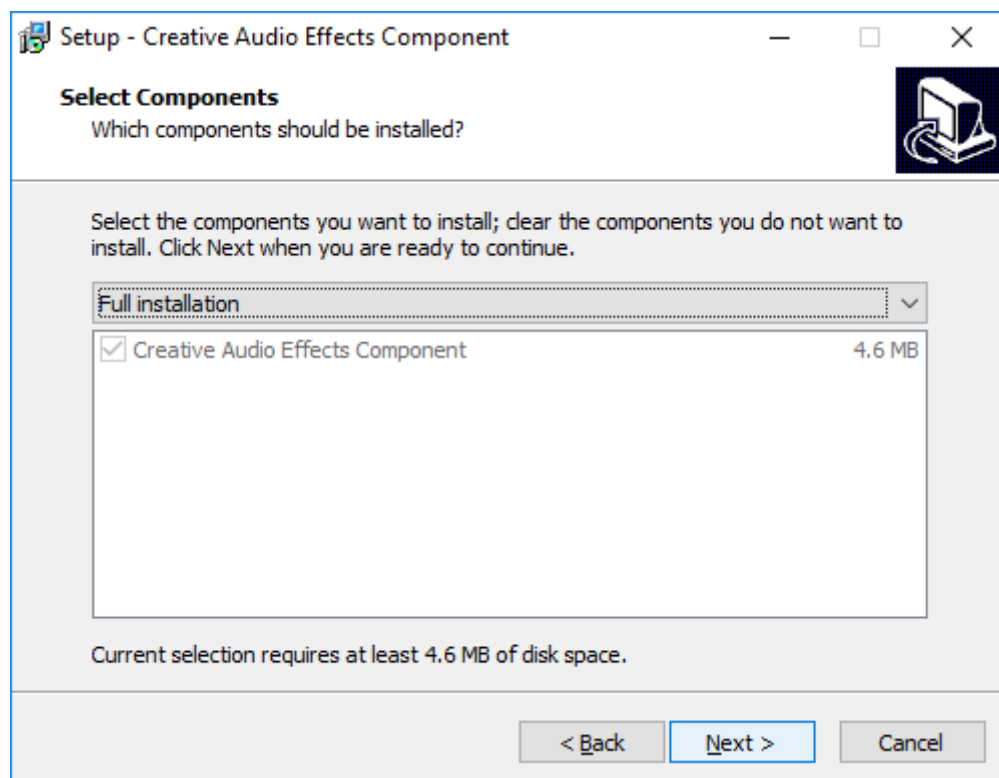 Setup - Creative Audio Effects Component
Select Components
Which components should be installed?
Select the components you want to install; clear the components you do not want to
install. Click Next when you are ready to continue.
Full installation
Creative Audio Effects Component 4.6 MB
Current selection requires at least 4.6 MB of disk space.
< Back Next > Cancel